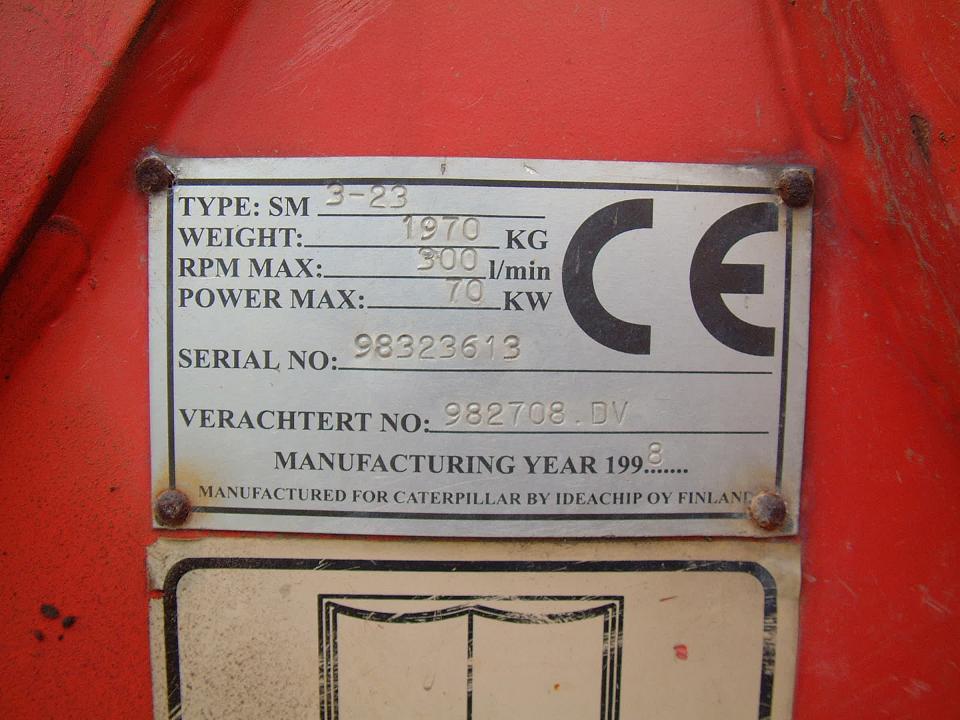 TYPE: SM 3-23
WEIGHT: 1970 KG
RPM MAX: 300 l/min
POWER MAX: 70 KW
CE
SERIAL NO: 98323613
VERACHTERT NO: 982708.DV
MANUFACTURING YEAR 1998.......
MANUFACTURED FOR CATERPILLAR BY IDEACHIP OY FINLAND